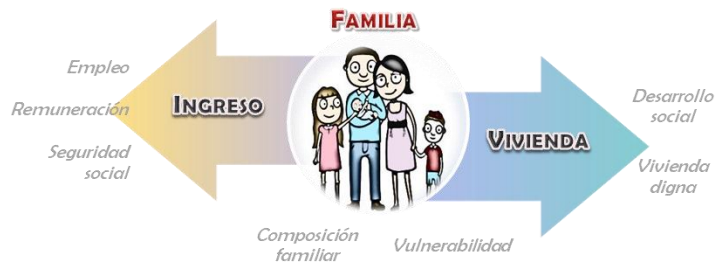 FAMILIA
Empleo
Remuneración
Seguridad
social
INGRESO
VIVIENDA
Desarrollo
social
Vivienda
digna
Composición
familiar
Vulnerabilidad